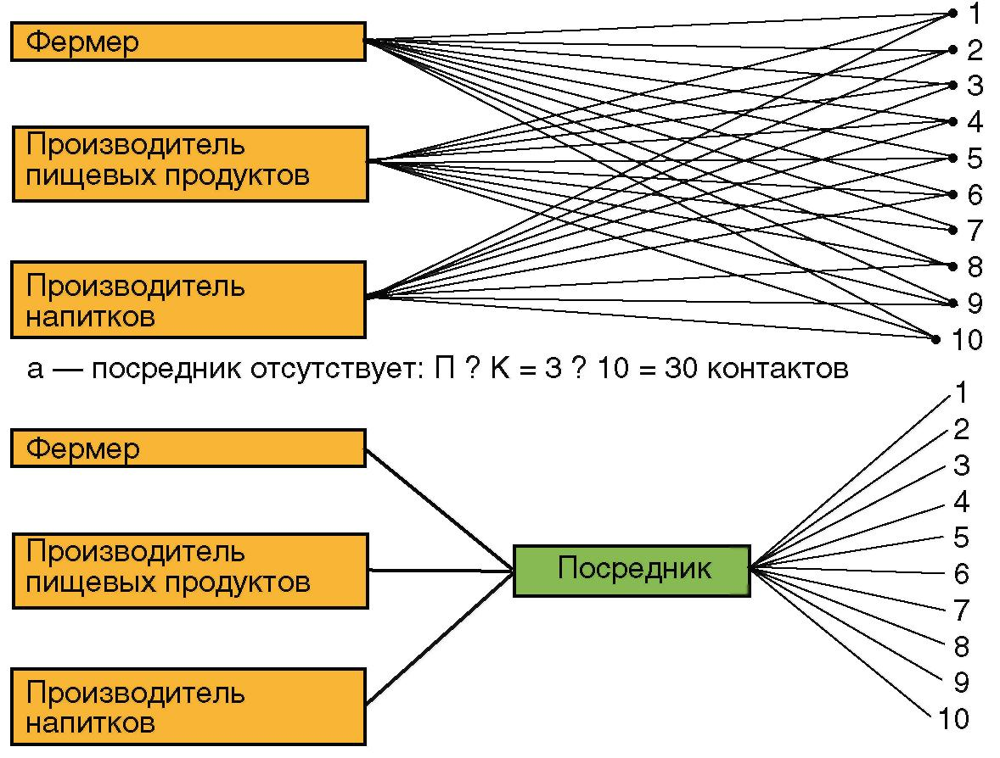 Фермер
Производитель
пищевых продуктов
Производитель
напитков
1
2
3
4
5
6
7
8
9
10
а — посредник отсутствует: П ? К = 3 ? 10 = 30 контактов
Фермер
Производитель
пищевых продуктов
Производитель
напитков
Посредник
1
2
3
4
5
6
7
8
9
10